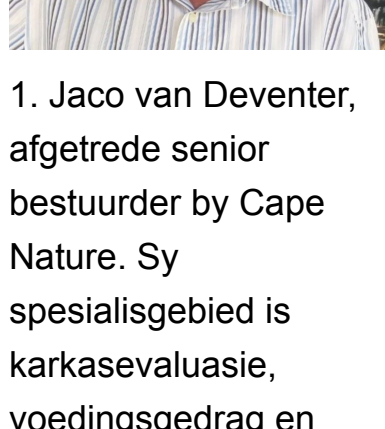 1. Jaco van Deventer,
afgetrede senior
bestuurder by Cape
Nature. Sy
spesialisgebied is
karkasevaluasie,
voedingsgedrag en